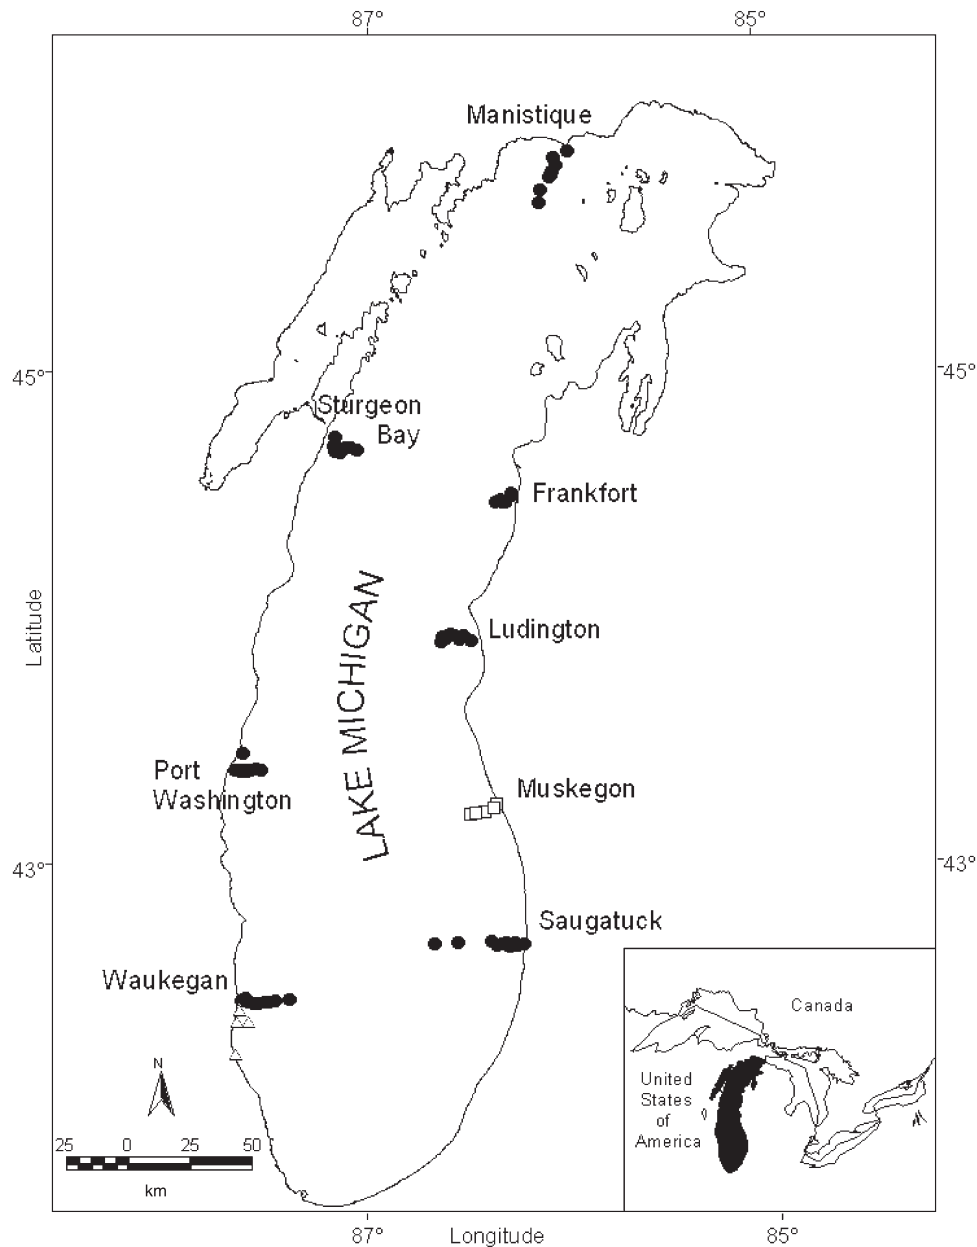 87° 85°
Manistique
45° 45°
Sturgeon
Bay
Frankfort
Ludington
Latitude
LAKE MICHIGAN
Port
Washington
Muskegon
43° 43°
Saugatuck
Waukegan
Canada
United
States
of
America
N
25 0 25 50
km
87° Longitude 85°